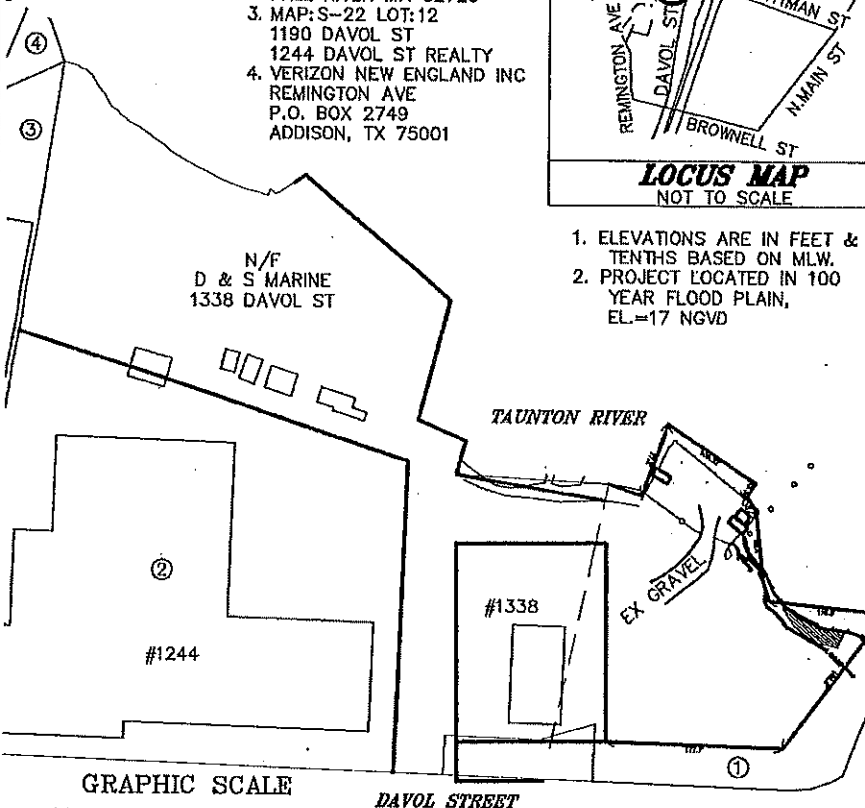 3. MAP:S-22 LOT:12
1190 DAVOL ST
1244 DAVOL ST REALTY
4. VERIZON NEW ENGLAND INC
REMINGTON AVE
P.O. BOX 2749
ADDISON, TX 75001
REMINGTON AVE
DAVOL ST
N.MAIN ST
BROWNELL ST
LOCUS MAP
NOT TO SCALE
1. ELEVATIONS ARE IN FEET &
TENTHS BASED ON MLW.
2. PROJECT LOCATED IN 100
YEAR FLOOD PLAIN,
EL.=17 NGVD
4
3
N/F
D & S MARINE
1338 DAVOL ST
TAUNTON RIVER
EX GRAVEL
2
#1338
#1244
1
GRAPHIC SCALE
DAVOL STREET